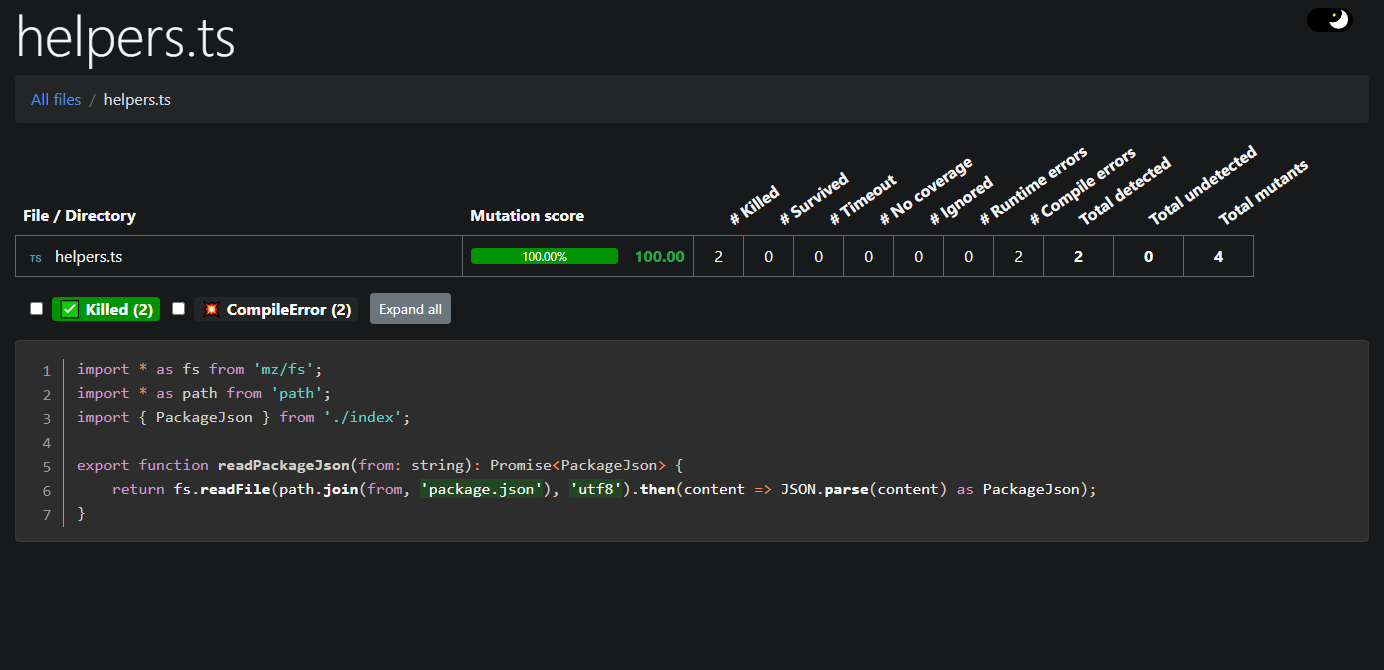 helpers.ts
All files / helpers.ts
File / Directory Mutation score # Killed # Survived # Timeout # No coverage # Ignored # Runtime errors # Compile errors Total detected Total undetected Total mutants
TS helpers.ts 100.00% 100.00 2 0 0 0 0 0 2 2 0 4
✅ Killed (2) 💥 CompileError (2) Expand all
1 import * as fs from 'mz/fs';
2 import * as path from 'path';
3 import { PackageJson } from './index';
4
5 export function readPackageJson(from: string): Promise<PackageJson> {
6     return fs.readFile(path.join(from, 'package.json'), 'utf8').then(content => JSON.parse(content) as PackageJson);
7 }